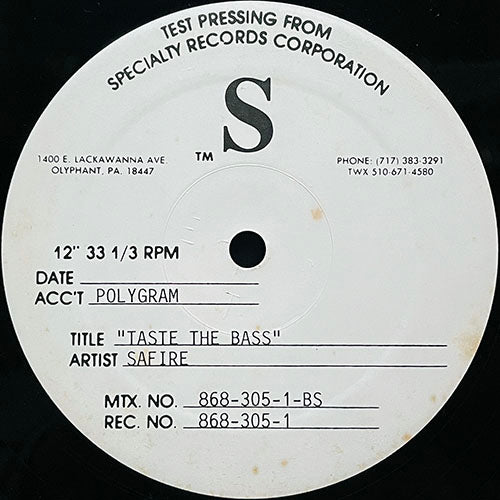 TEST PRESSING FROM
SPECIALTY RECORDS CORPORATION
S
TM
1400 E. LACKAWANNA AVE.
OLYPHANT, PA. 18447
PHONE: (717) 383-3291
TWX 510-671-4580
12" 33 1/3 RPM
DATE
ACC'T POLYGRAM
TITLE "TASTE THE BASS"
ARTIST SAFIRE
MTX. NO. 868-305-1-BS
REC. NO. 868-305-1